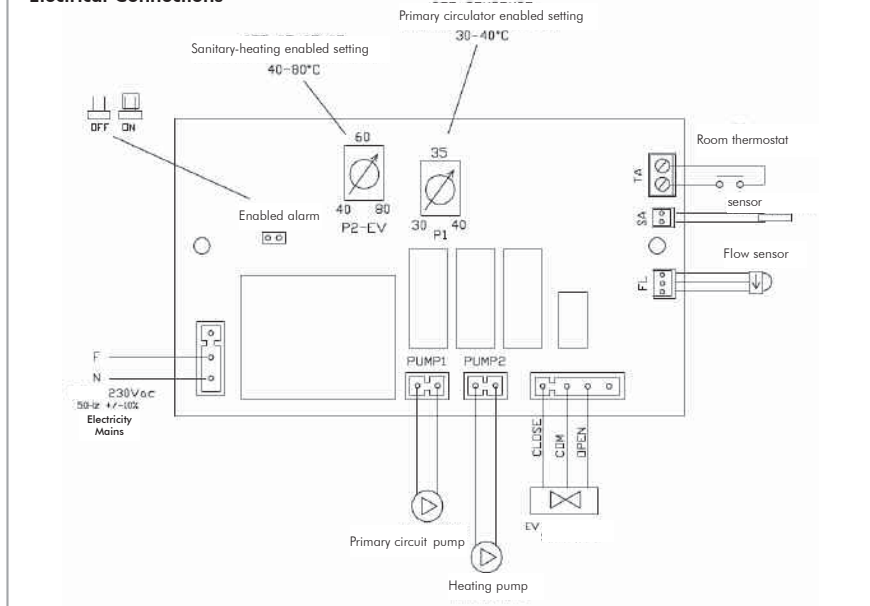 Electrical Connections
Primary circulator enabled setting
30-40°C
Sanitary-heating enabled setting
40-80°C
OFF ON
60
35
Room thermostat
TA
40 80
P2-EV
30 40
P1
Enabled alarm
sensor
SA
Flow sensor
FL
F
N
230Vac
50Hz +/-10%
Electricity
Mains
PUMP1 PUMP2
CLOSE
COM
OPEN
EV
Primary circuit pump
Heating pump